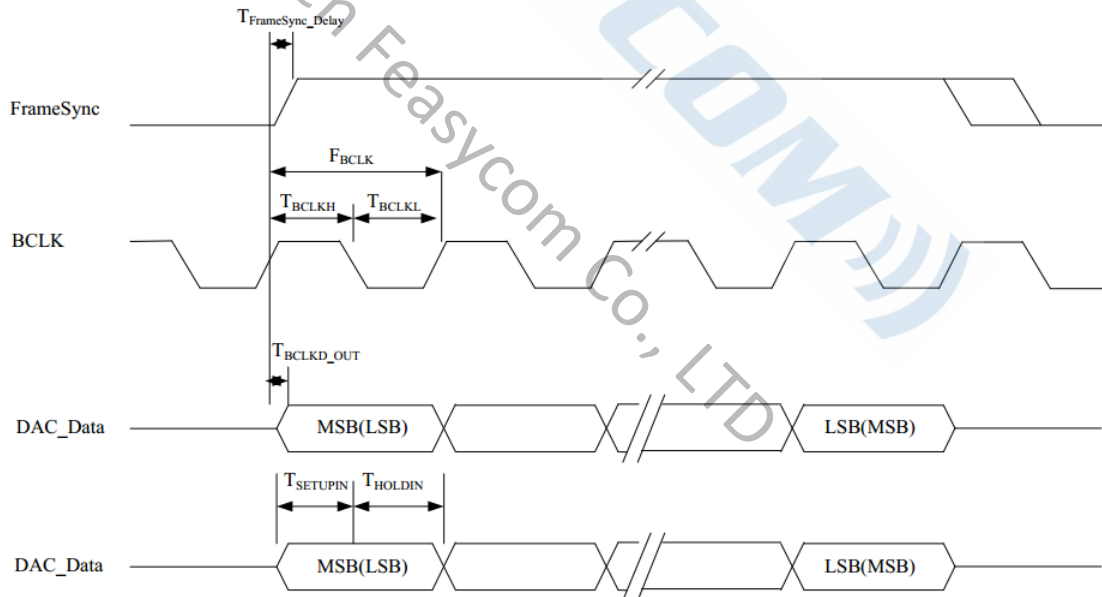 TFrameSync_Delay
FrameSync
FBCLK
TBCLKH
TBCLKL
BCLK
TBCLKD_OUT
DAC_Data
MSB(LSB)
LSB(MSB)
TSETUPIN
THOLDIN
DAC_Data
MSB(LSB)
LSB(MSB)
en Feasycom Co., LTD
COM